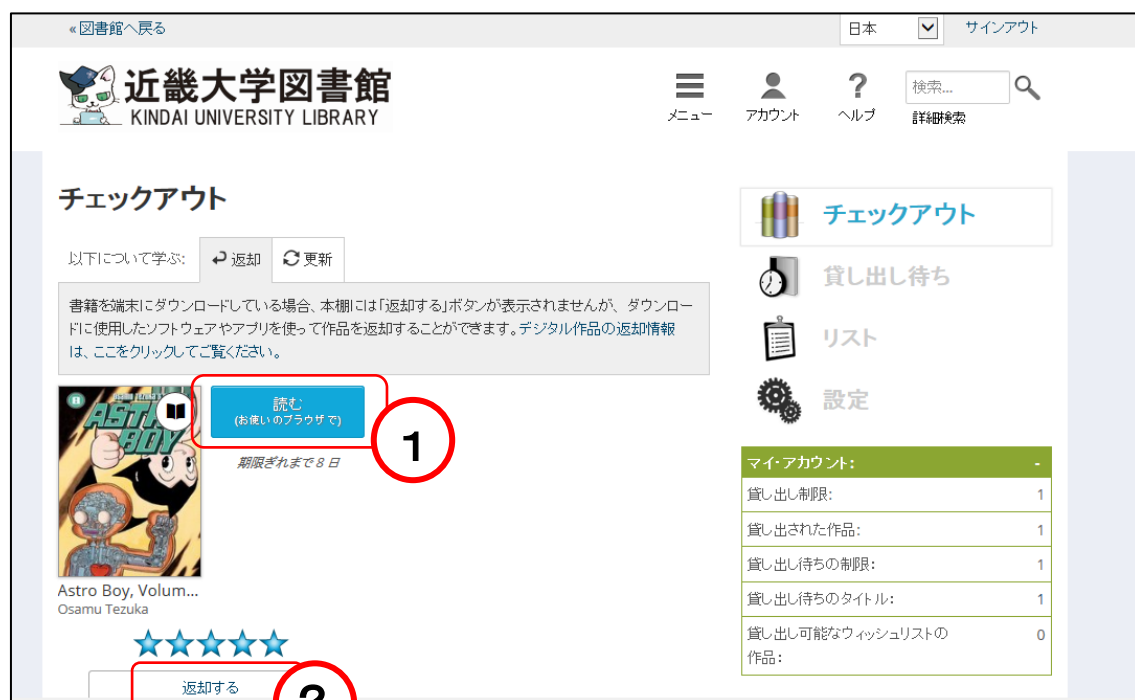 «図書館へ戻る
日本
サインアウト
近畿大学図書館
KINDAI UNIVERSITY LIBRARY
メニュー
アカウント
?
ヘルプ
検索...
詳細検索
チェックアウト
以下について学ぶ:
返却
更新
書籍を端末にダウンロードしている場合、本棚には「返却する」ボタンが表示されませんが、ダウンロー
ドに使用したソフトウェアやアプリを使って作品を返却することができます。デジタル作品の返却情報
は、ここをクリックしてご覧ください。
8
ASTRO
BOY
読む
(お使いのブラウザで)
1
期限ぎれまで 8 日
Astro Boy, Volum...
Osamu Tezuka
返却する
2
チェックアウト
貸し出し待ち
リスト
設定
マイ・アカウント: -
貸し出し制限: 1
貸し出された作品: 1
貸し出し待ちの制限: 1
貸し出し待ちのタイトル: 1
貸し出し可能なウィッシュリストの 0
作品: